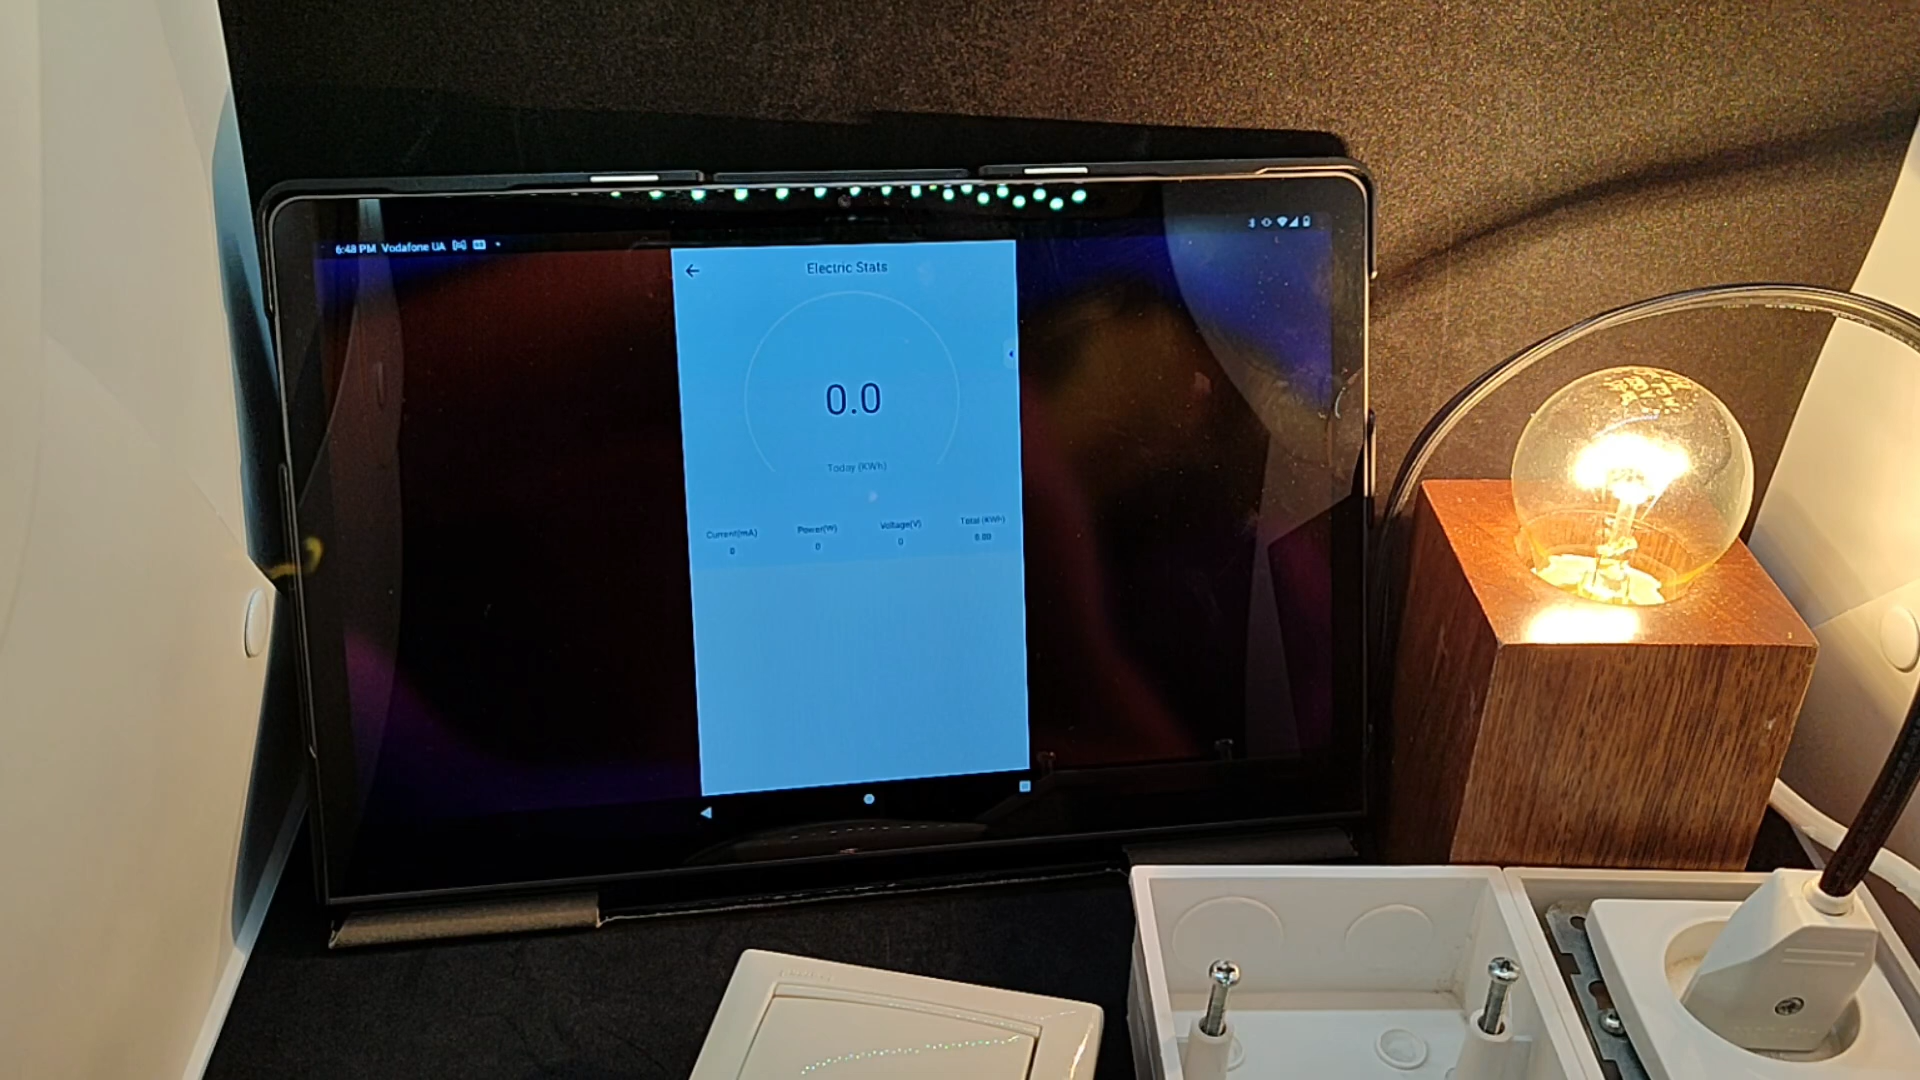 6:48 PM Vodafone UA
Electric Stats
0.0
Today (KWh)
Current(mA) Power(W) Voltage(V) Total (KWh)
0 0 0 0.00